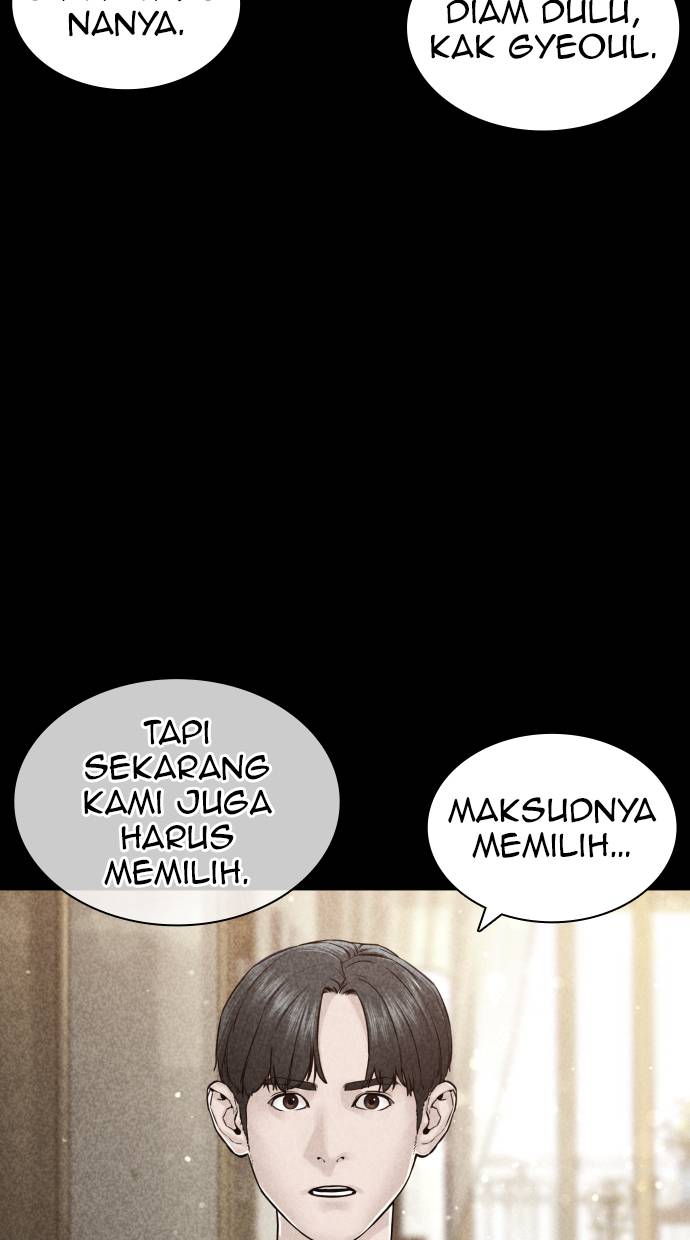 NANYA.
DIAM DULU,
KAK GYEOUL.
TAPI
SEKARANG
KAMI JUGA
HARUS
MEMILIH.
MAKSUDNYA
MEMILIH...